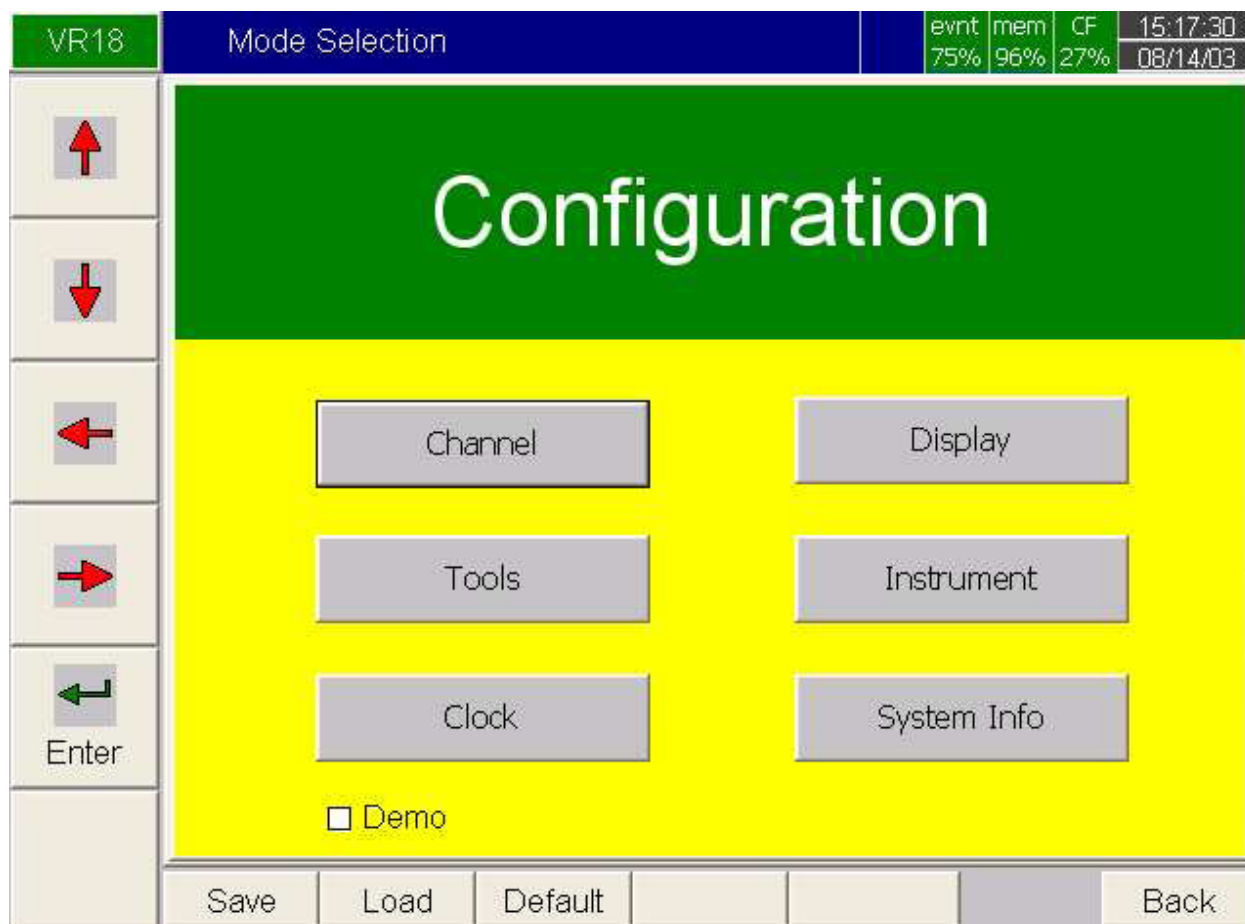 VR18
Mode Selection
evnt mem CF 15:17:30
75% 96% 27% 08/14/03
Configuration
Channel
Display
Tools
Instrument
Clock
System Info
Enter
Demo
Save Load Default Back